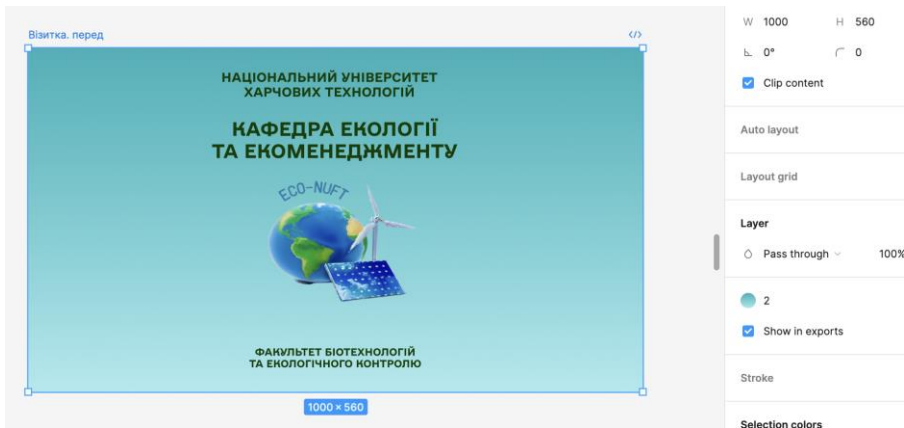 Візитка. перед
</>
НАЦІОНАЛЬНИЙ УНІВЕРСИТЕТ
ХАРЧОВИХ ТЕХНОЛОГІЙ
КАФЕДРА ЕКОЛОГІЇ
ТА ЕКОМЕНЕДЖМЕНТУ
ECO-NUFT
ФАКУЛЬТЕТ БІОТЕХНОЛОГІЙ
ТА ЕКОЛОГІЧНОГО КОНТРОЛЮ
1000 × 560
W 1000 H 560
0° 0
Clip content
Auto layout
Layout grid
Layer
Pass through 100%
2
Show in exports
Stroke
Selection colors